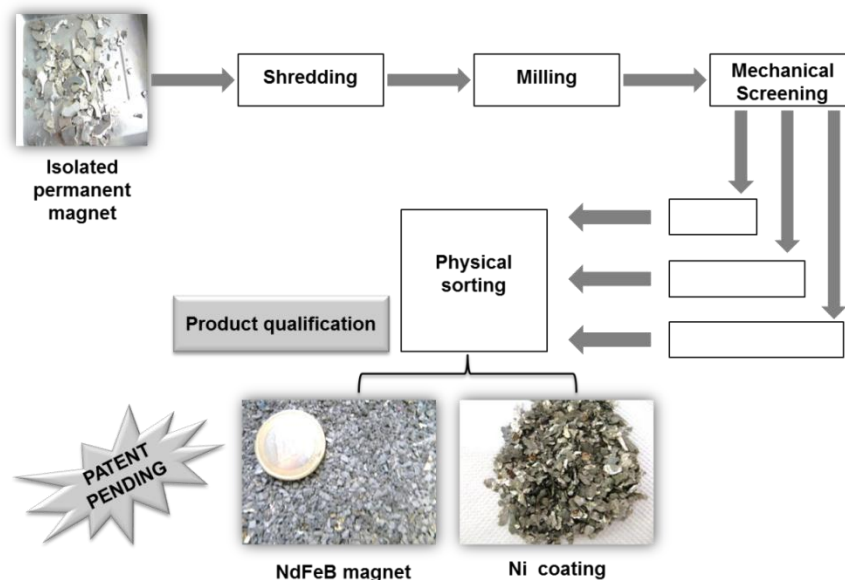 Shredding
Milling
Mechanical
Screening
Isolated
permanent
magnet
Physical
sorting
Product qualification
PATENT
PENDING
NdFeB magnet
Ni coating